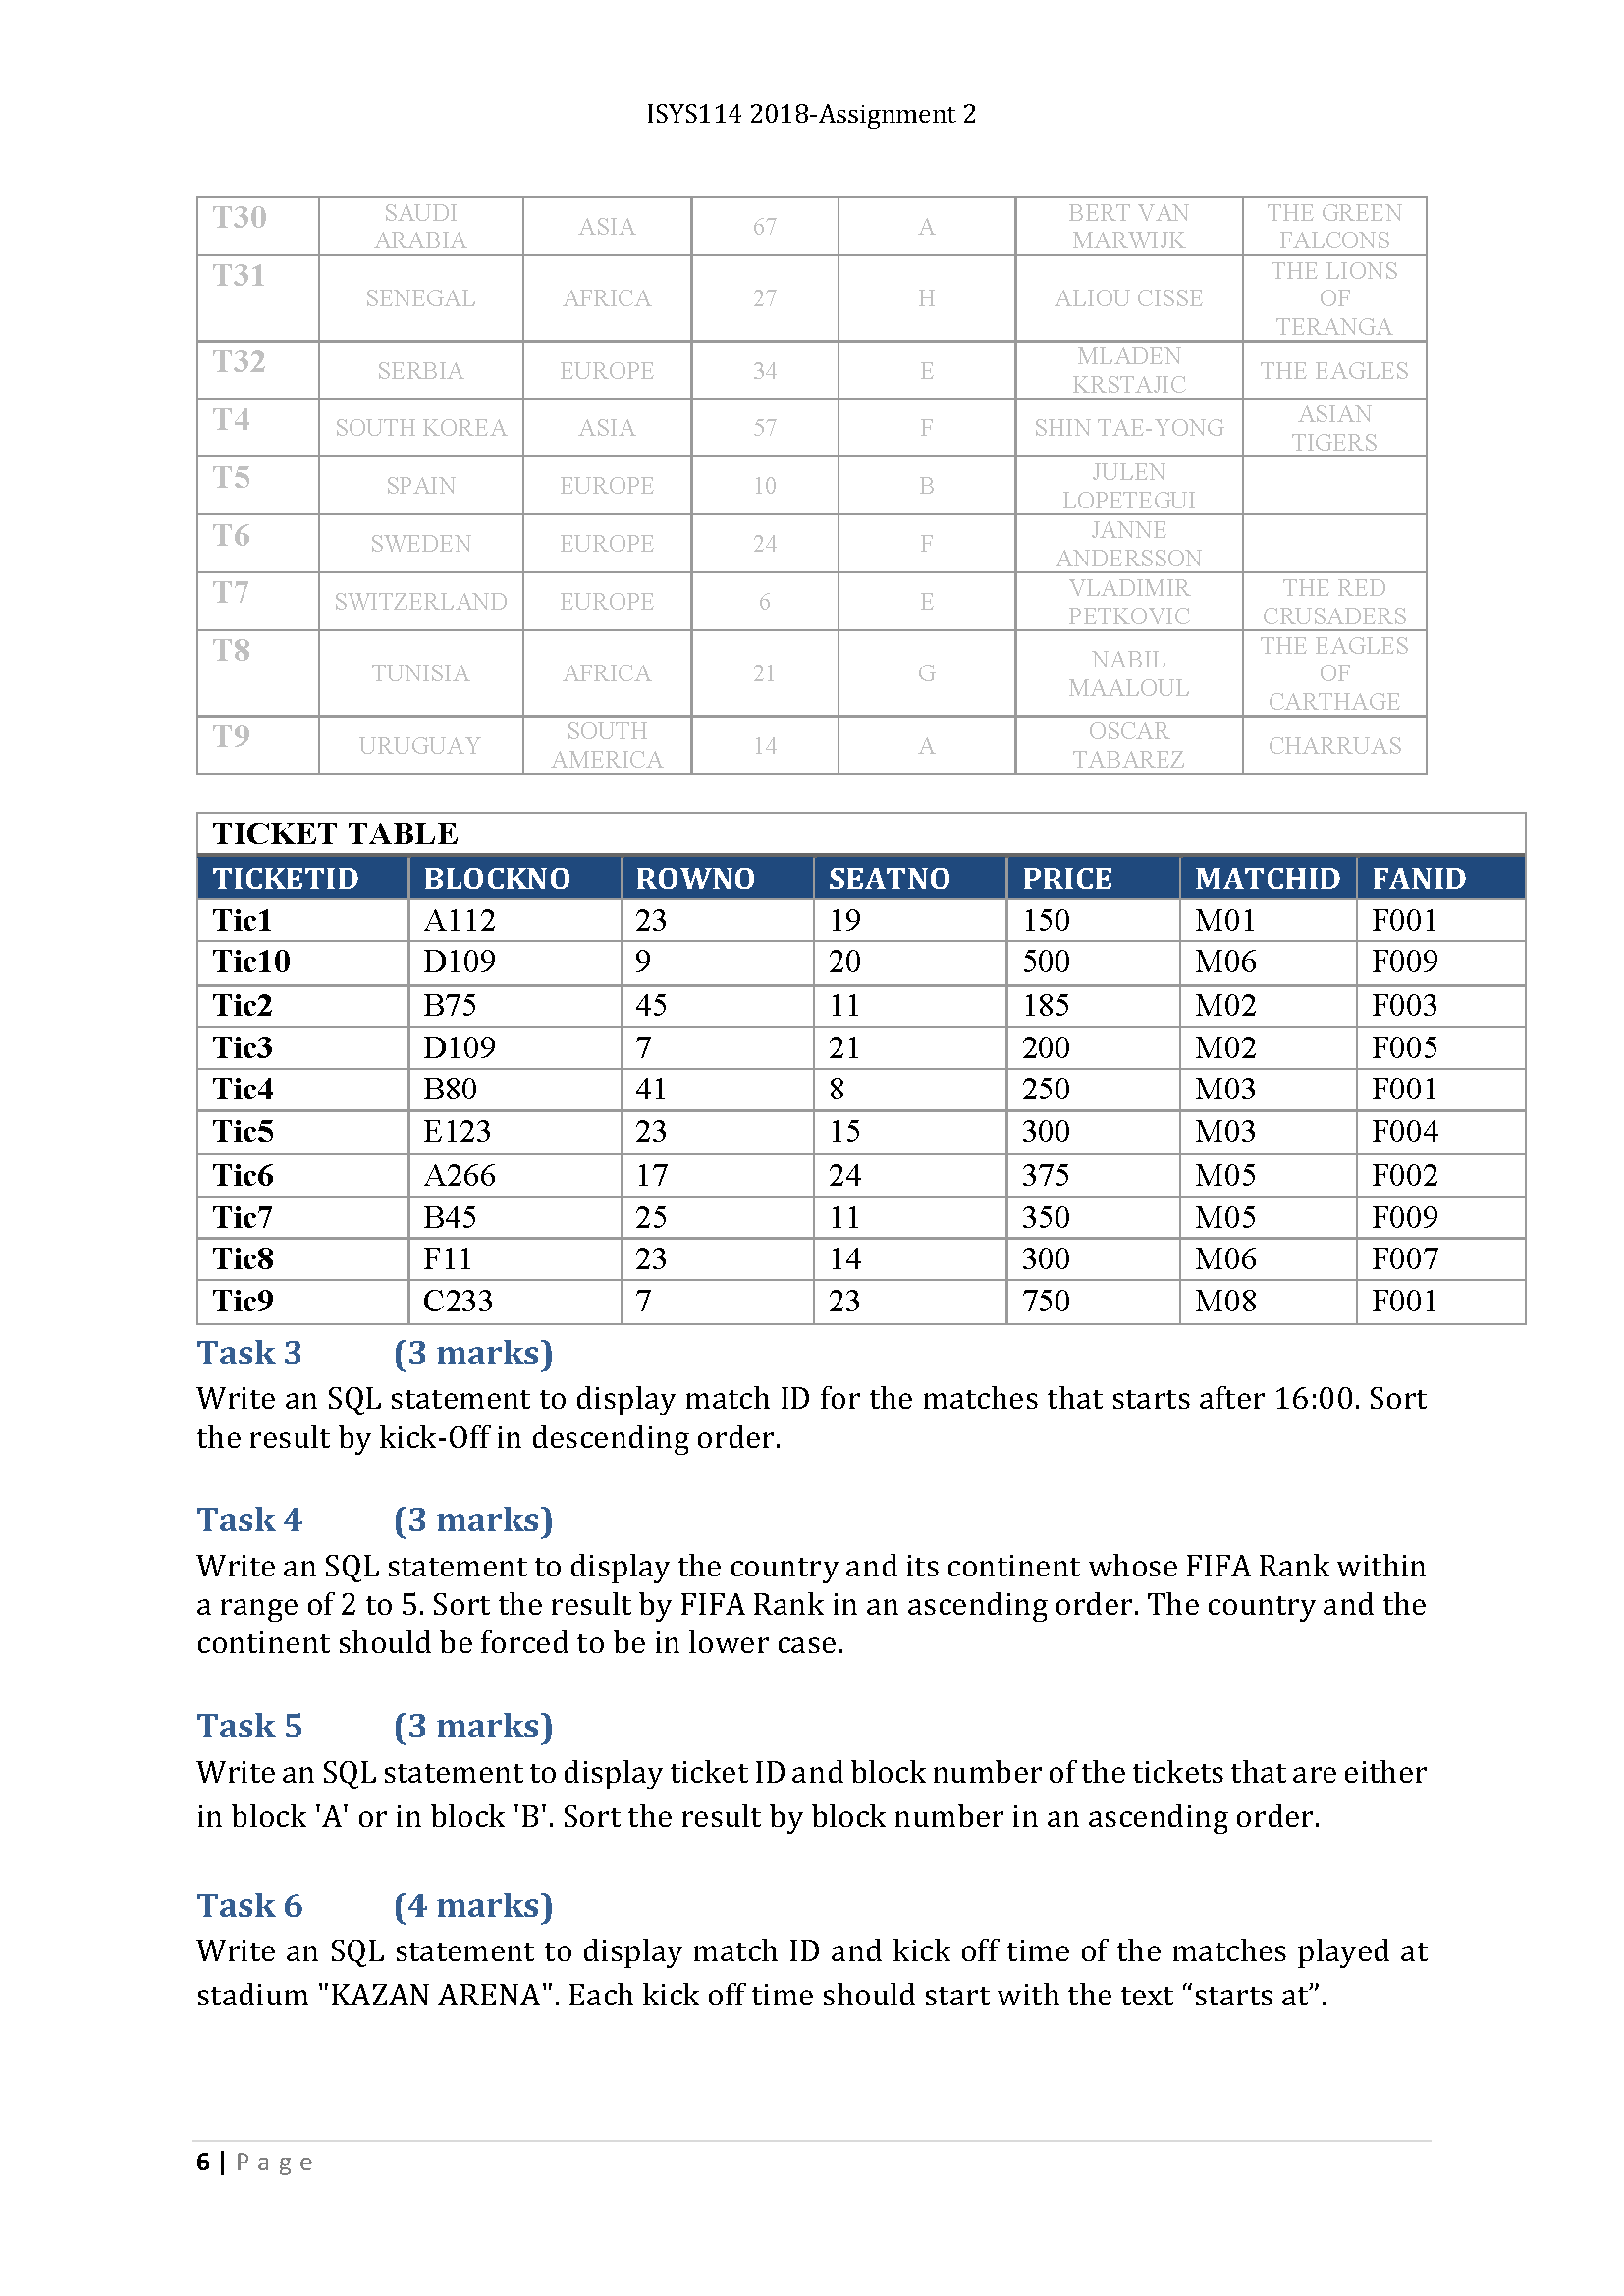 ISYS114 2018-Assignment 2
T30 SAUDI ARABIA ASIA 67 A BERT VAN MARWIJK THE GREEN FALCONS
T31 SENEGAL AFRICA 27 H ALIOU CISSE THE LIONS OF TERANGA
T32 SERBIA EUROPE 34 E MLADEN KRSTAJIC THE EAGLES
T4 SOUTH KOREA ASIA 57 F SHIN TAE-YONG ASIAN TIGERS
T5 SPAIN EUROPE 10 B JULEN LOPETEGUI
T6 SWEDEN EUROPE 24 F JANNE ANDERSSON
T7 SWITZERLAND EUROPE 6 E VLADIMIR PETKOVIC THE RED CRUSADERS
T8 TUNISIA AFRICA 21 G NABIL MAALOUL THE EAGLES OF CARTHAGE
T9 URUGUAY SOUTH AMERICA 14 A OSCAR TABAREZ CHARRUAS
TICKET TABLE
TICKETID BLOCKNO ROWNO SEATNO PRICE MATCHID FANID
Tic1 A112 23 19 150 M01 F001
Tic10 D109 9 20 500 M06 F009
Tic2 B75 45 11 185 M02 F003
Tic3 D109 7 21 200 M02 F005
Tic4 B80 41 8 250 M03 F001
Tic5 E123 23 15 300 M03 F004
Tic6 A266 17 24 375 M05 F002
Tic7 B45 25 11 350 M05 F009
Tic8 F11 23 14 300 M06 F007
Tic9 C233 7 23 750 M08 F001
Task 3 (3 marks)
Write an SQL statement to display match ID for the matches that starts after 16:00. Sort
the result by kick-Off in descending order.
Task 4 (3 marks)
Write an SQL statement to display the country and its continent whose FIFA Rank within
a range of 2 to 5. Sort the result by FIFA Rank in an ascending order. The country and the
continent should be forced to be in lower case.
Task 5 (3 marks)
Write an SQL statement to display ticket ID and block number of the tickets that are either
in block 'A' or in block 'B'. Sort the result by block number in an ascending order.
Task 6 (4 marks)
Write an SQL statement to display match ID and kick off time of the matches played at
stadium "KAZAN ARENA". Each kick off time should start with the text “starts at”.
6 | Page